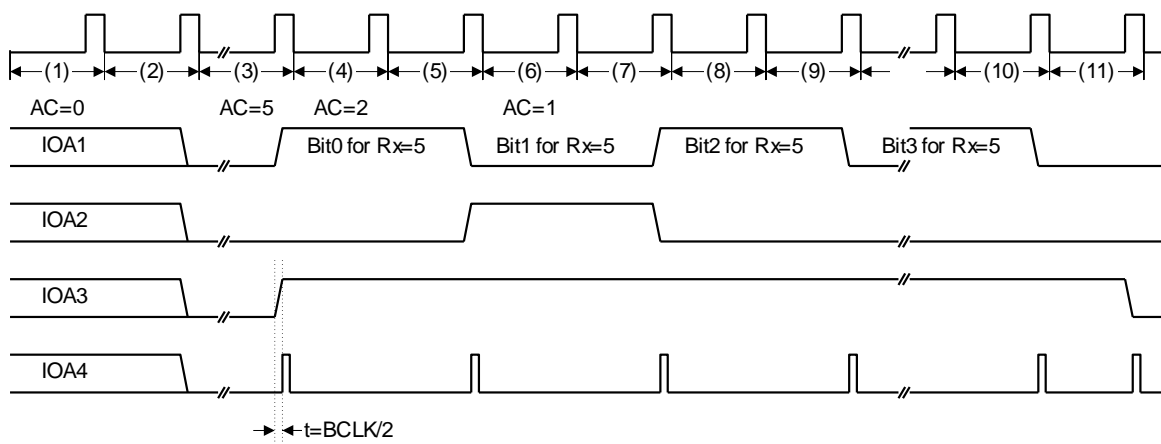 (1) (2) (3) (4) (5) (6) (7) (8) (9) (10) (11)
AC=0 AC=5 AC=2 AC=1
IOA1 Bit0 for Rx=5 Bit1 for Rx=5 Bit2 for Rx=5 Bit3 for Rx=5
IOA2
IOA3
IOA4
t=BCLK/2